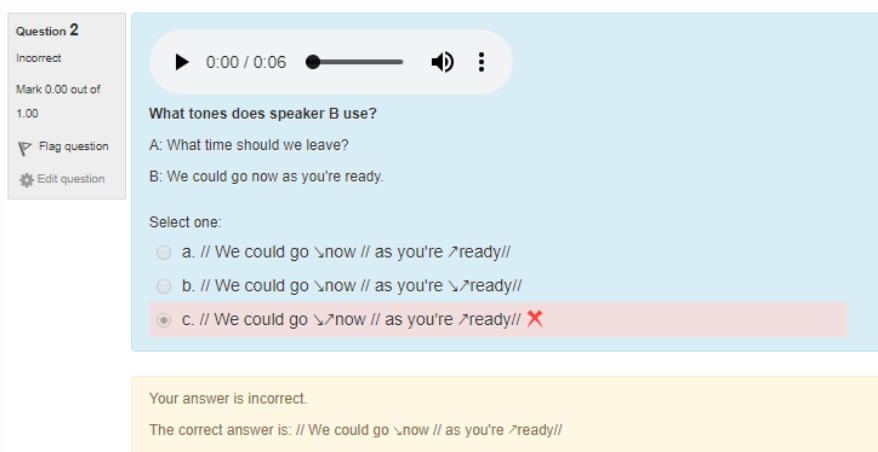 Question 2
Incorrect
Mark 0.00 out of
1.00
Flag question
Edit question
0:00 / 0:06
What tones does speaker B use?
A: What time should we leave?
B: We could go now as you're ready.
Select one:
a. // We could go ↘now // as you're ↗ready//
b. // We could go ↘now // as you're ↘↗ready//
c. // We could go ↘↗now // as you're ↗ready//
Your answer is incorrect.
The correct answer is: // We could go ↘now // as you're ↗ready//